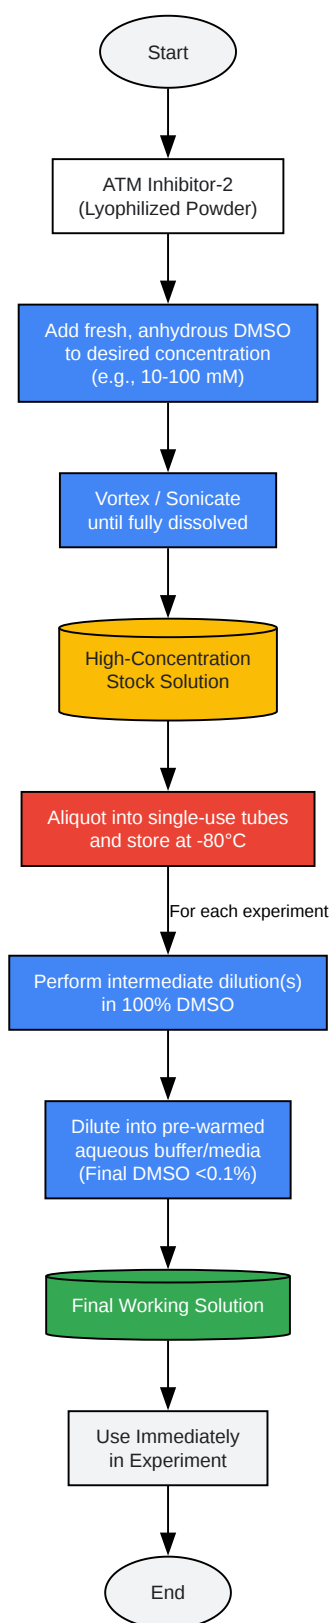 Start
ATM Inhibitor-2
(Lyophilized Powder)
Add fresh, anhydrous DMSO
to desired concentration
(e.g., 10-100 mM)
Vortex / Sonicate
until fully dissolved
High-Concentration
Stock Solution
Aliquot into single-use tubes
and store at -80°C
For each experiment
Perform intermediate dilution(s)
in 100% DMSO
Dilute into pre-warmed
aqueous buffer/media
(Final DMSO <0.1%)
Final Working Solution
Use Immediately
in Experiment
End